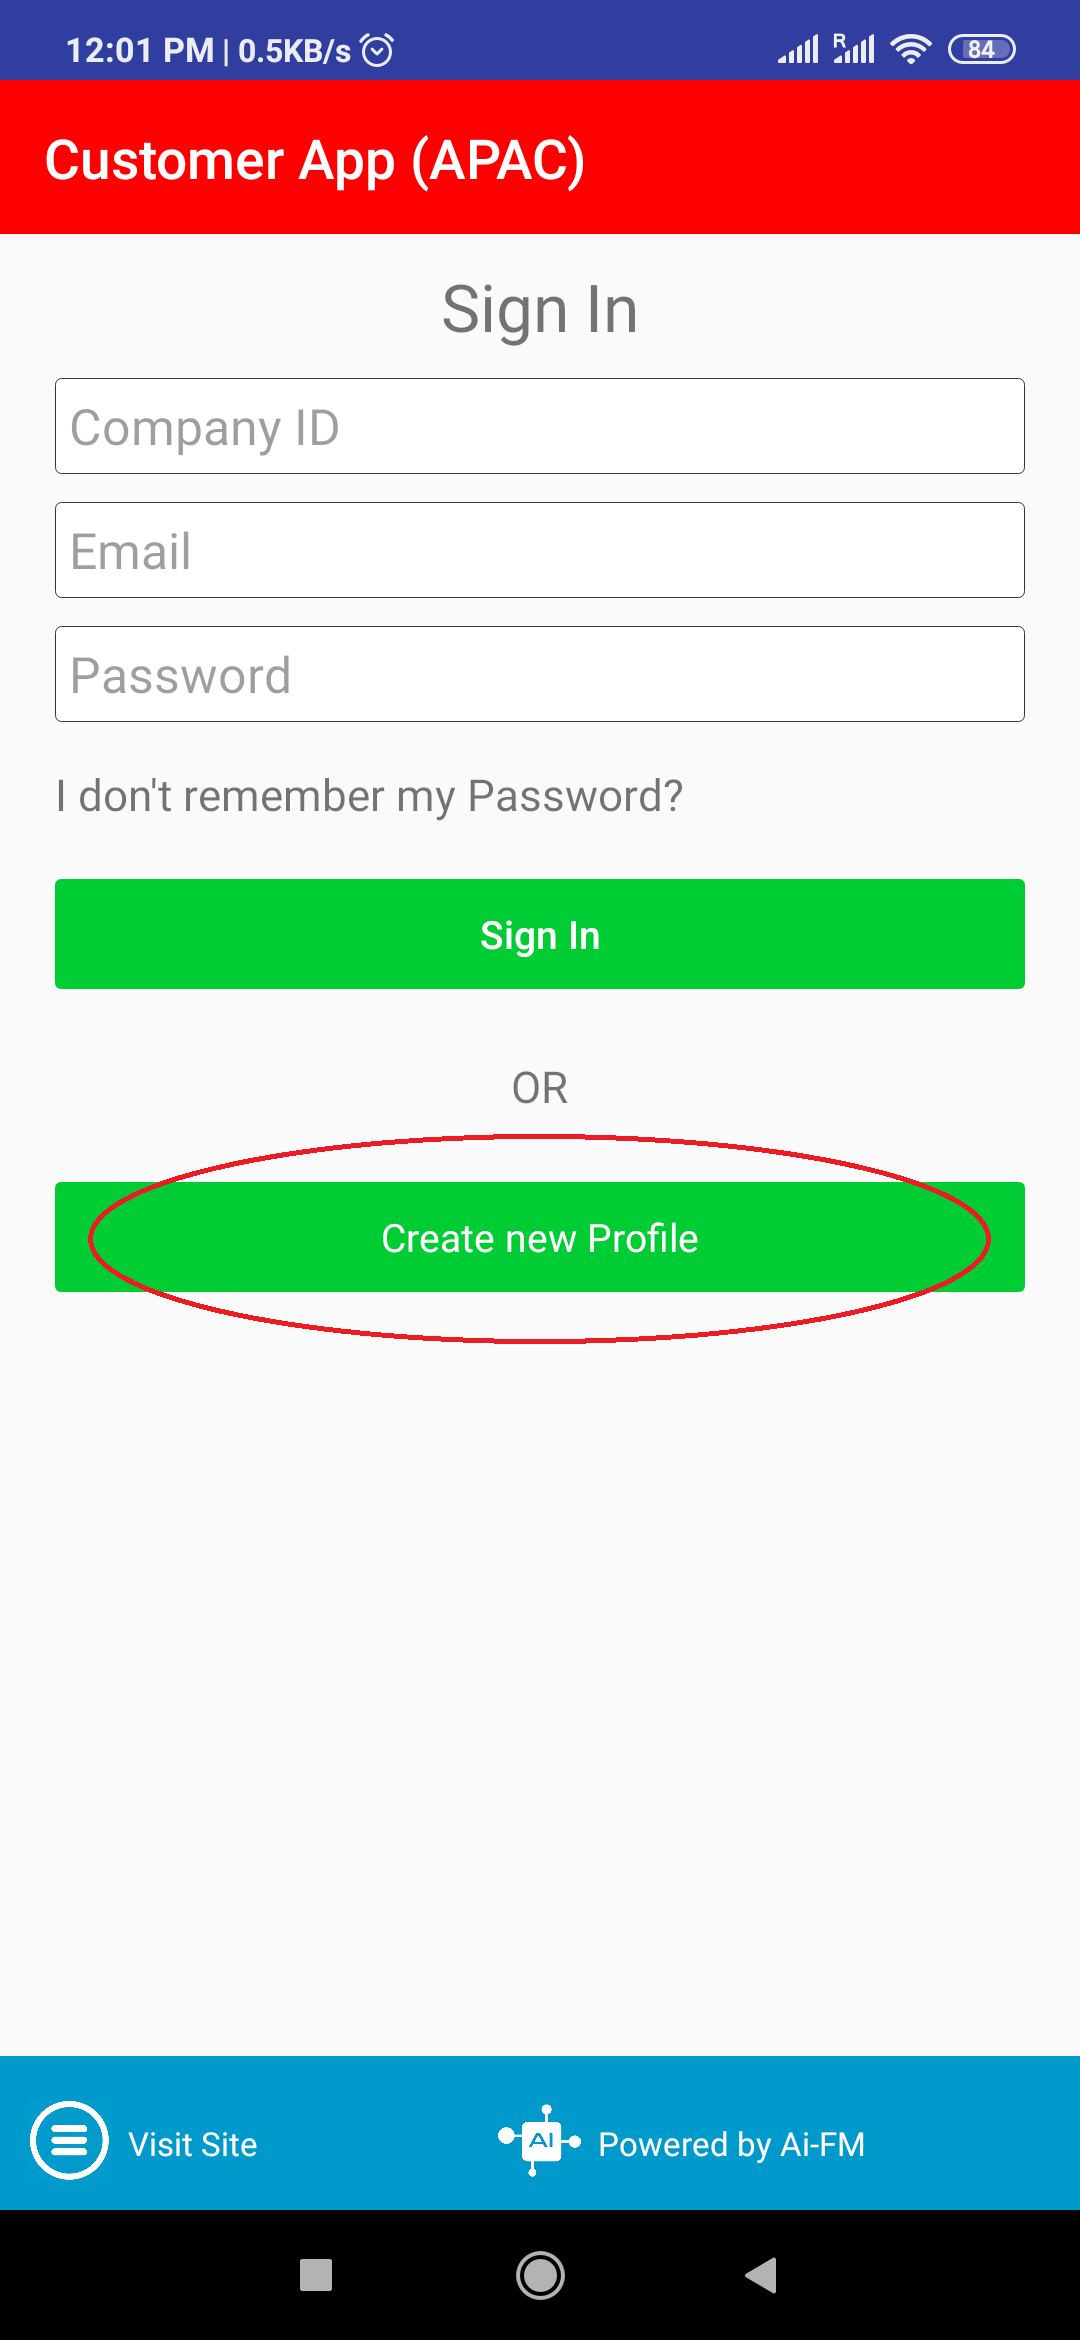 12:01 PM | 0.5KB/s
R
84
Customer App (APAC)
Sign In
Company ID
Email
Password
I don't remember my Password?
Sign In
OR
Create new Profile
Visit Site
AI
Powered by Ai-FM